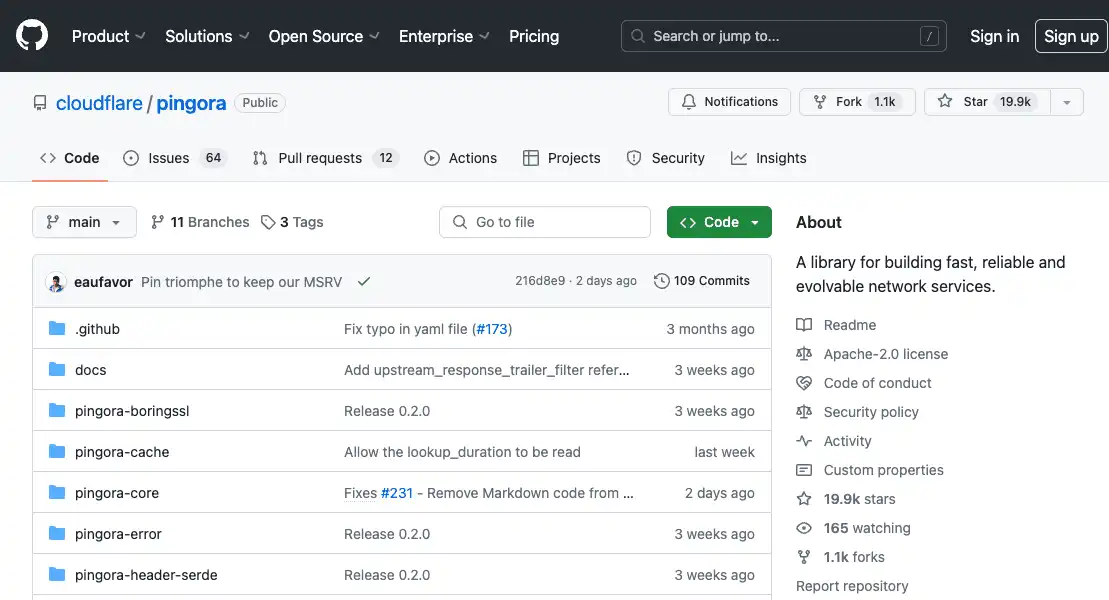 Product Solutions Open Source Enterprise Pricing Search or jump to... / Sign in Sign up
cloudflare / pingora Public Notifications Fork 1.1k Star 19.9k
Code Issues 64 Pull requests 12 Actions Projects Security Insights
main 11 Branches 3 Tags Go to file Code
eaufavor Pin triomphe to keep our MSRV 216d8e9 · 2 days ago 109 Commits
.github Fix typo in yaml file (#173) 3 months ago
docs Add upstream_response_trailer_filter refer... 3 weeks ago
pingora-boringssl Release 0.2.0 3 weeks ago
pingora-cache Allow the lookup_duration to be read last week
pingora-core Fixes #231 - Remove Markdown code from ... 2 days ago
pingora-error Release 0.2.0 3 weeks ago
pingora-header-serde Release 0.2.0 3 weeks ago
About
A library for building fast, reliable and
evolvable network services.
Readme
Apache-2.0 license
Code of conduct
Security policy
Activity
Custom properties
19.9k stars
165 watching
1.1k forks
Report repository